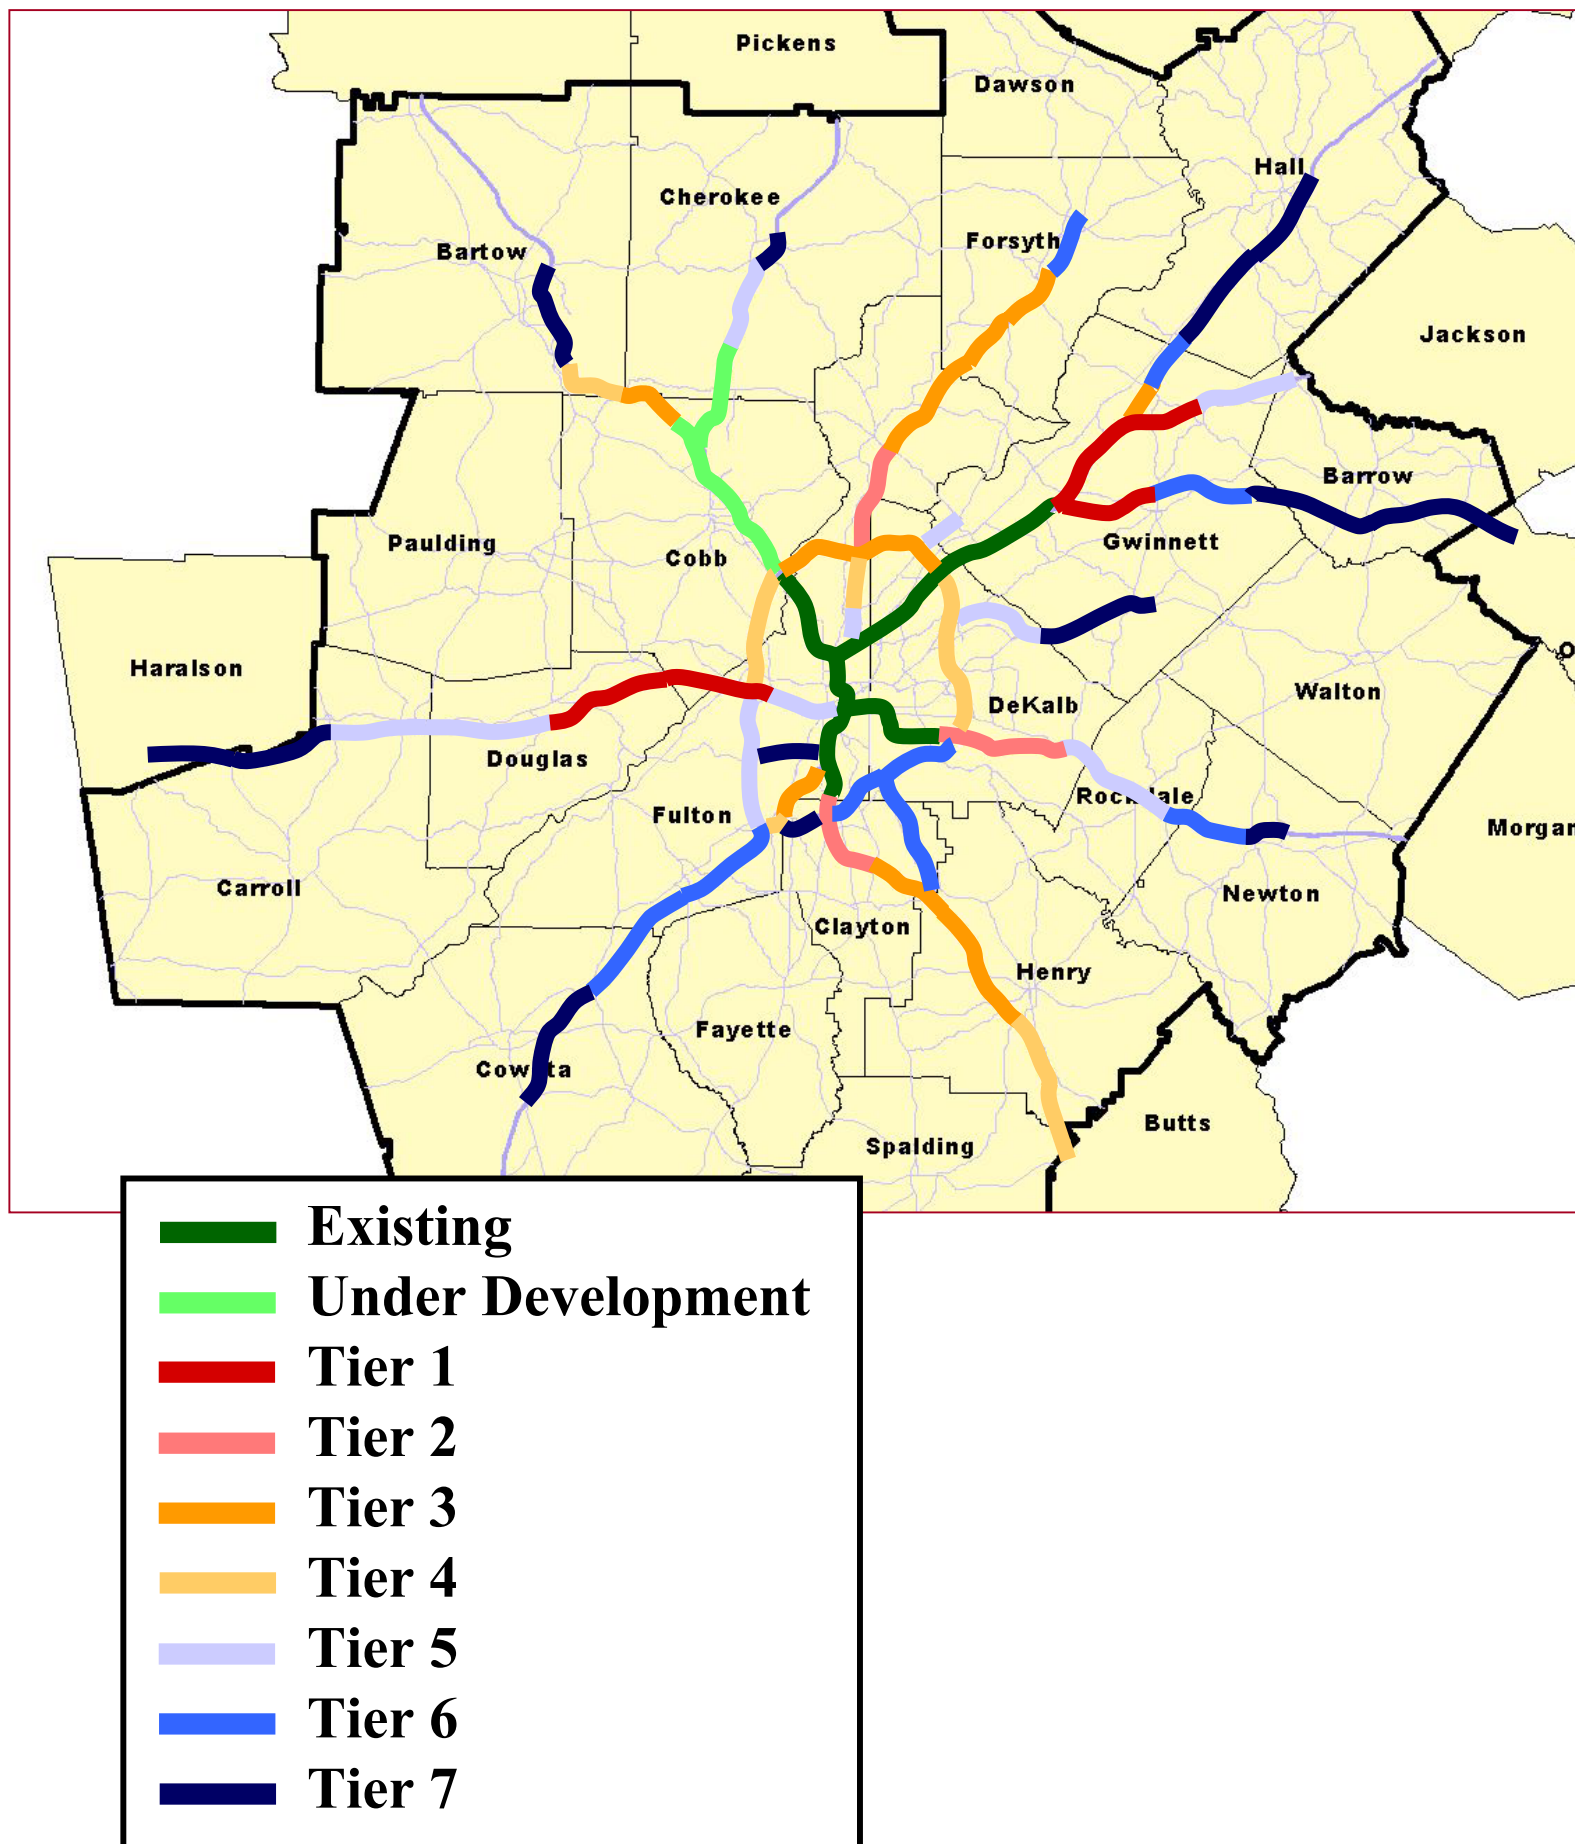 Pickens
Dawson
Hall
Cherokee
Forsyth
Bartow
Jackson
Barrow
Paulding
Gwinnett
Cobb
Haralson
Walton
DeKalb
Douglas
Fulton
Morgan
Carroll
Newton
Clayton
Henry
Fayette
Butts
Spalding
Existing
Under Development
Tier 1
Tier 2
Tier 3
Tier 4
Tier 5
Tier 6
Tier 7